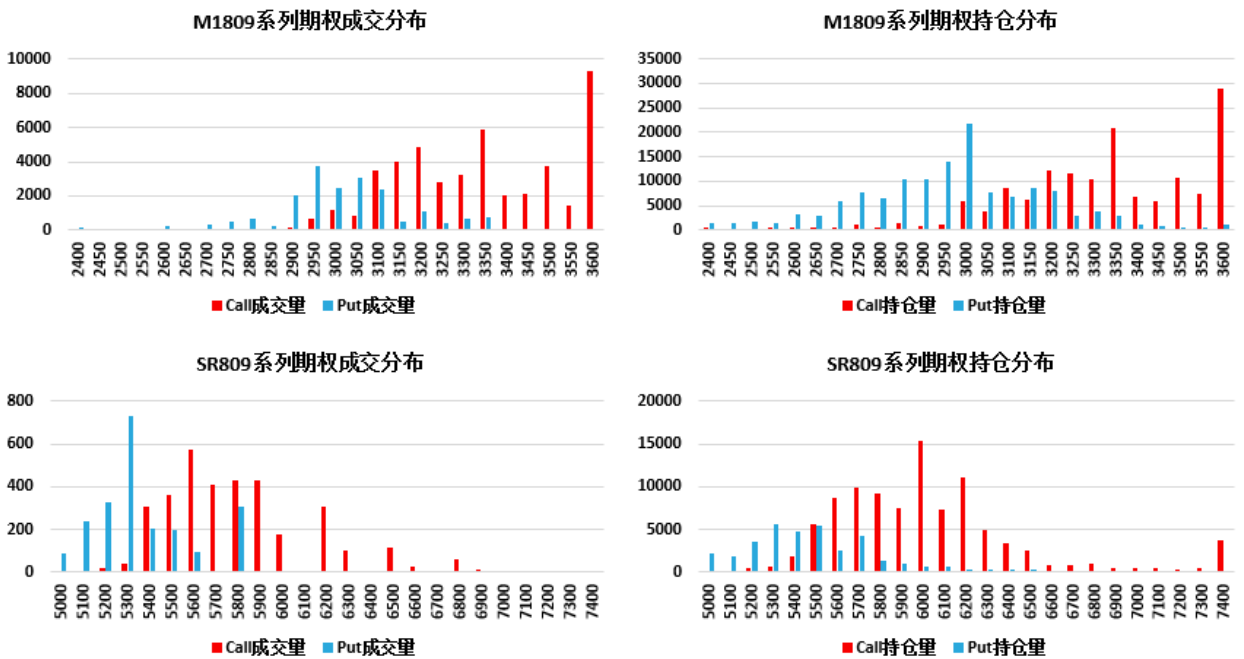 M1809系列期权成交分布
10000
8000
6000
4000
2000
0
2400 2450 2500 2550 2600 2650 2700 2750 2800 2850 2900 2950 3000 3050 3100 3150 3200 3250 3300 3350 3400 3450 3500 3550 3600
Call成交量 Put成交量
M1809系列期权持仓分布
35000
30000
25000
20000
15000
10000
5000
0
2400 2450 2500 2550 2600 2650 2700 2750 2800 2850 2900 2950 3000 3050 3100 3150 3200 3250 3300 3350 3400 3450 3500 3550 3600
Call持仓量 Put持仓量
SR809系列期权成交分布
800
600
400
200
0
5000 5100 5200 5300 5400 5500 5600 5700 5800 5900 6000 6200 6300 6400 6500 6600 6700 6800 6900 7000 7100 7200 7300 7400
Call成交量 Put成交量
SR809系列期权持仓分布
20000
15000
10000
5000
0
5000 5100 5200 5300 5400 5500 5600 5700 5800 5900 6000 6100 6200 6300 6400 6500 6600 6700 6800 6900 7000 7100 7200 7300 7400
Call持仓量 Put持仓量